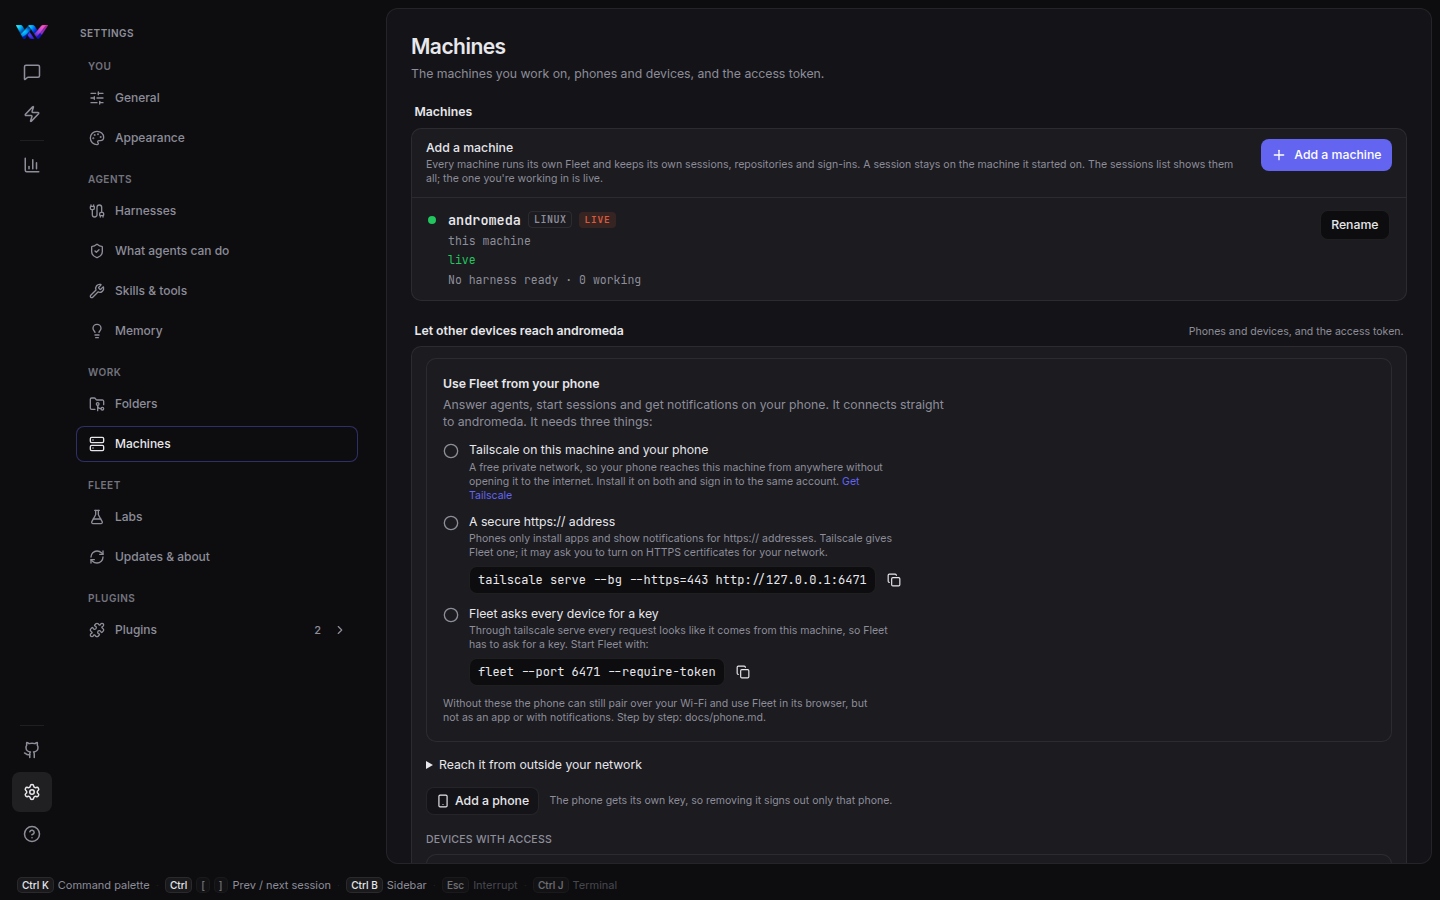 SETTINGS
YOU
General
Appearance
AGENTS
Harnesses
What agents can do
Skills & tools
Memory
WORK
Folders
Machines
FLEET
Labs
Updates & about
PLUGINS
Plugins 2
Machines
The machines you work on, phones and devices, and the access token.
Machines
Add a machine
Every machine runs its own Fleet and keeps its own sessions, repositories and sign-ins. A session stays on the machine it started on. The sessions list shows them
all; the one you're working in is live.
Add a machine
andromeda LINUX LIVE
this machine
live
No harness ready · 0 working
Rename
Let other devices reach andromeda
Phones and devices, and the access token.
Use Fleet from your phone
Answer agents, start sessions and get notifications on your phone. It connects straight
to andromeda. It needs three things:
Tailscale on this machine and your phone
A free private network, so your phone reaches this machine from anywhere without
opening it to the internet. Install it on both and sign in to the same account. Get
Tailscale
A secure https:// address
Phones only install apps and show notifications for https:// addresses. Tailscale gives
Fleet one; it may ask you to turn on HTTPS certificates for your network.
tailscale serve --bg --https=443 http://127.0.0.1:6471
Fleet asks every device for a key
Through tailscale serve every request looks like it comes from this machine, so Fleet
has to ask for a key. Start Fleet with:
fleet --port 6471 --require-token
Without these the phone can still pair over your Wi-Fi and use Fleet in its browser, but
not as an app or with notifications. Step by step: docs/phone.md.
Reach it from outside your network
Add a phone
The phone gets its own key, so removing it signs out only that phone.
DEVICES WITH ACCESS
Ctrl K Command palette Ctrl [ ] Prev / next session Ctrl B Sidebar Esc Interrupt Ctrl J Terminal